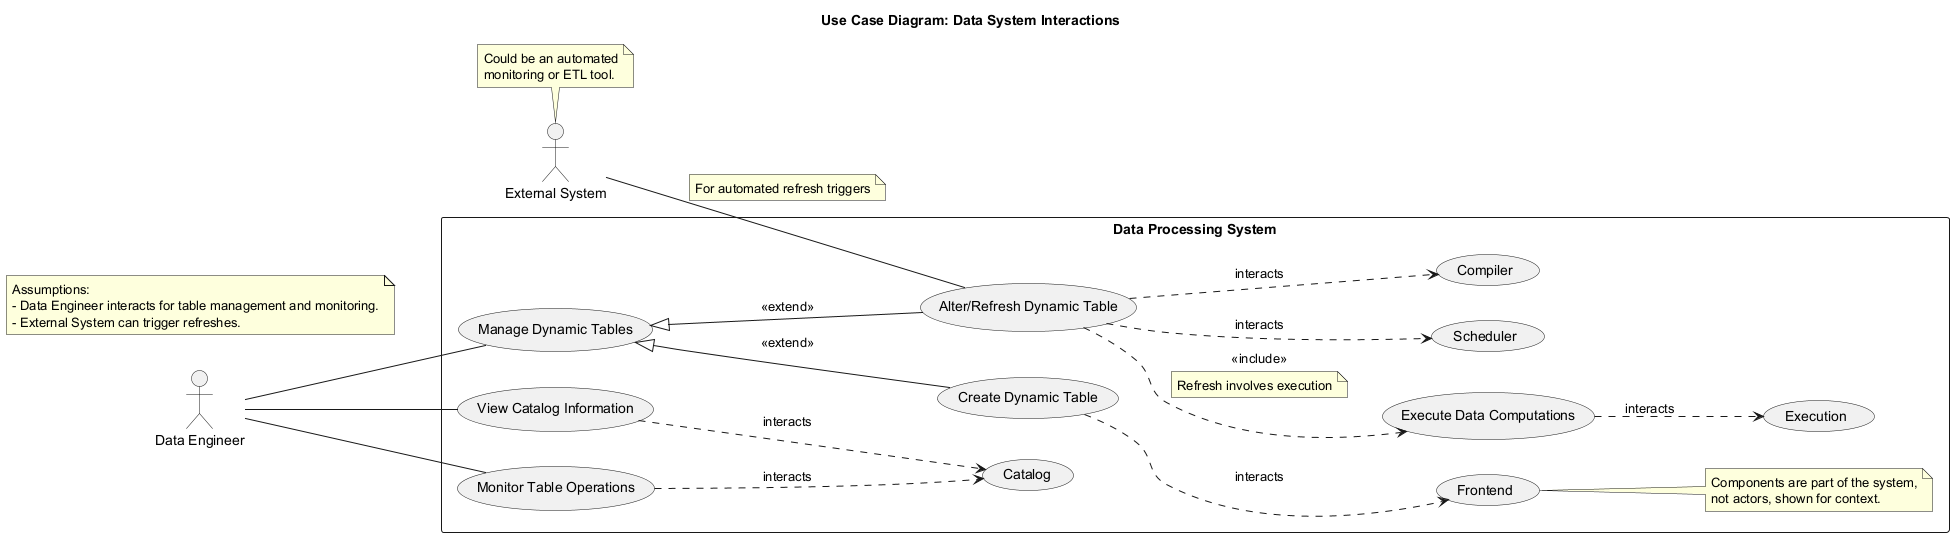 Use Case Diagram: Data System Interactions
Could be an automated
monitoring or ETL tool.
External System
For automated refresh triggers
Data Processing System
Assumptions:
- Data Engineer interacts for table management and monitoring.
- External System can trigger refreshes.
Data Engineer
Manage Dynamic Tables
View Catalog Information
Monitor Table Operations
«extend»
«extend»
interacts
interacts
Alter/Refresh Dynamic Table
Create Dynamic Table
Catalog
interacts
interacts
«include»
Refresh involves execution
interacts
Compiler
Scheduler
Execute Data Computations
interacts
Execution
Frontend
Components are part of the system,
not actors, shown for context.